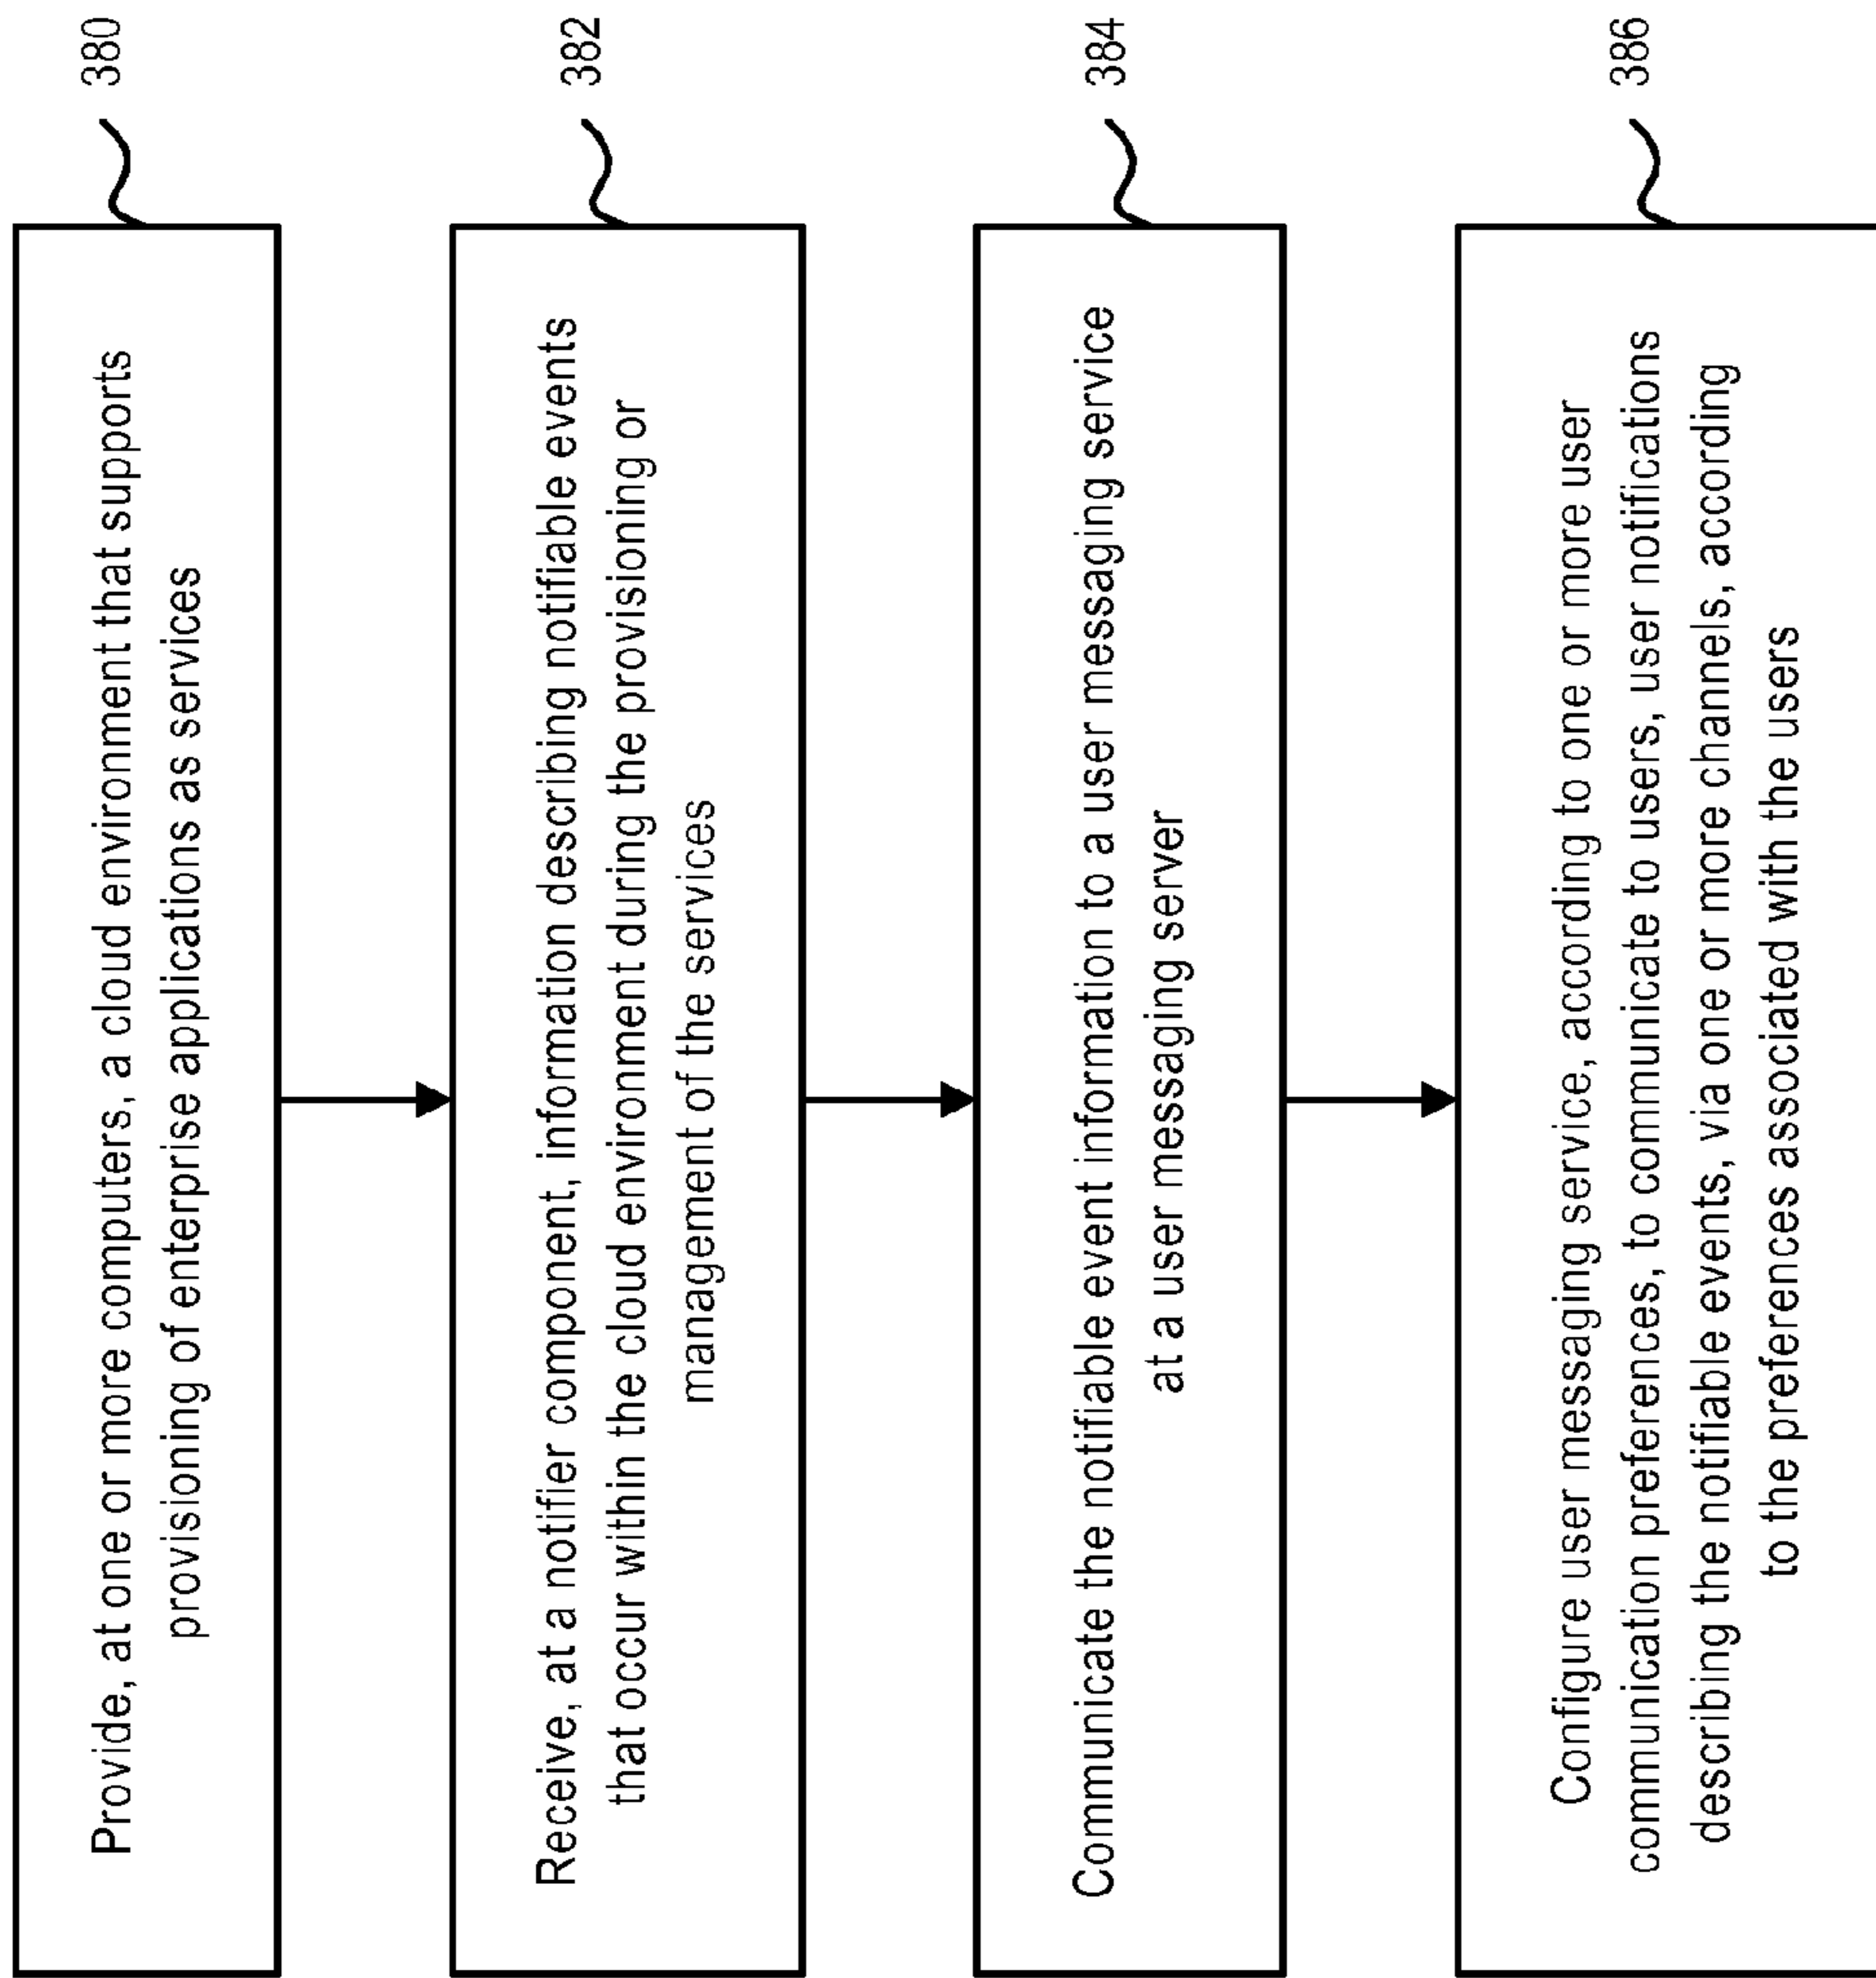 Provide, at one or more computers, a cloud environment that supports
provisioning of enterprise applications as services
380
Receive, at a notifier component, information describing notifiable events
that occur within the cloud environment during the provisioning or
management of the services
382
Communicate the notifiable event information to a user messaging service
at a user messaging server
384
Configure user messaging service, according to one or more user
communication preferences, to communicate to users, user notifications
describing the notifiable events, via one or more channels, according
to the preferences associated with the users
386